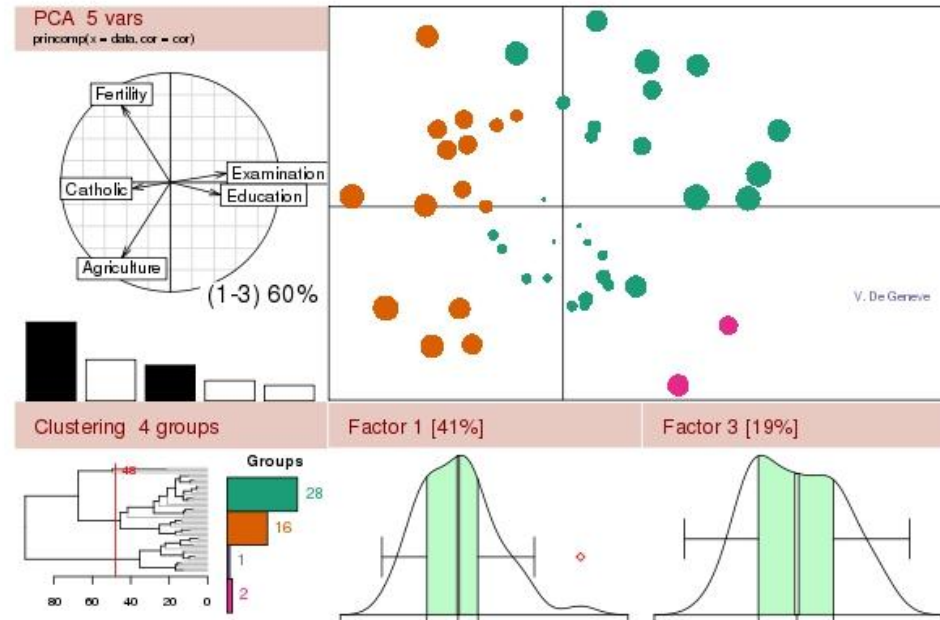 PCA 5 vars
princomp(x = data, cor = cor)
Fertility
Examination
Catholic
Education
Agriculture
(1-3) 60%
V. De Geneve
Clustering 4 groups
Factor 1 [41%]
Factor 3 [19%]
48
Groups
28
16
1
2
80 60 40 20 0